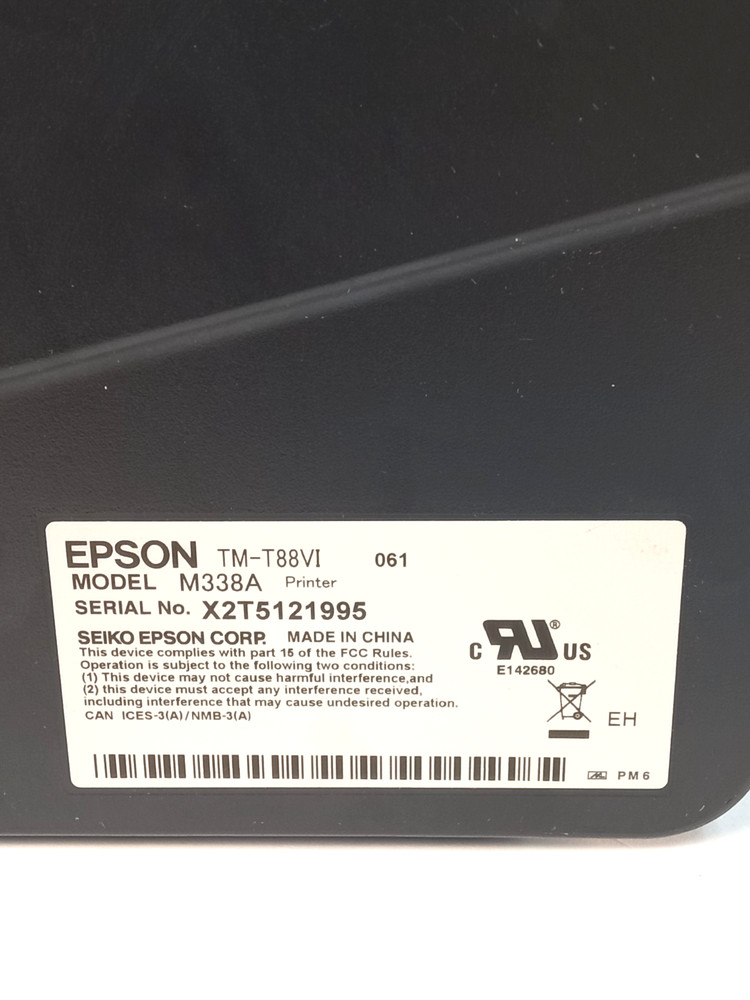 EPSON TM-T88VI 061
MODEL M338A Printer
SERIAL No. X2T5121995
SEIKO EPSON CORP. MADE IN CHINA
This device complies with part 15 of the FCC Rules.
Operation is subject to the following two conditions:
(1) This device may not cause harmful interference,and
(2) this device must accept any interference received,
including interference that may cause undesired operation.
CAN ICES-3(A)/NMB-3(A)
C RU® US
E142680
EH
PM6